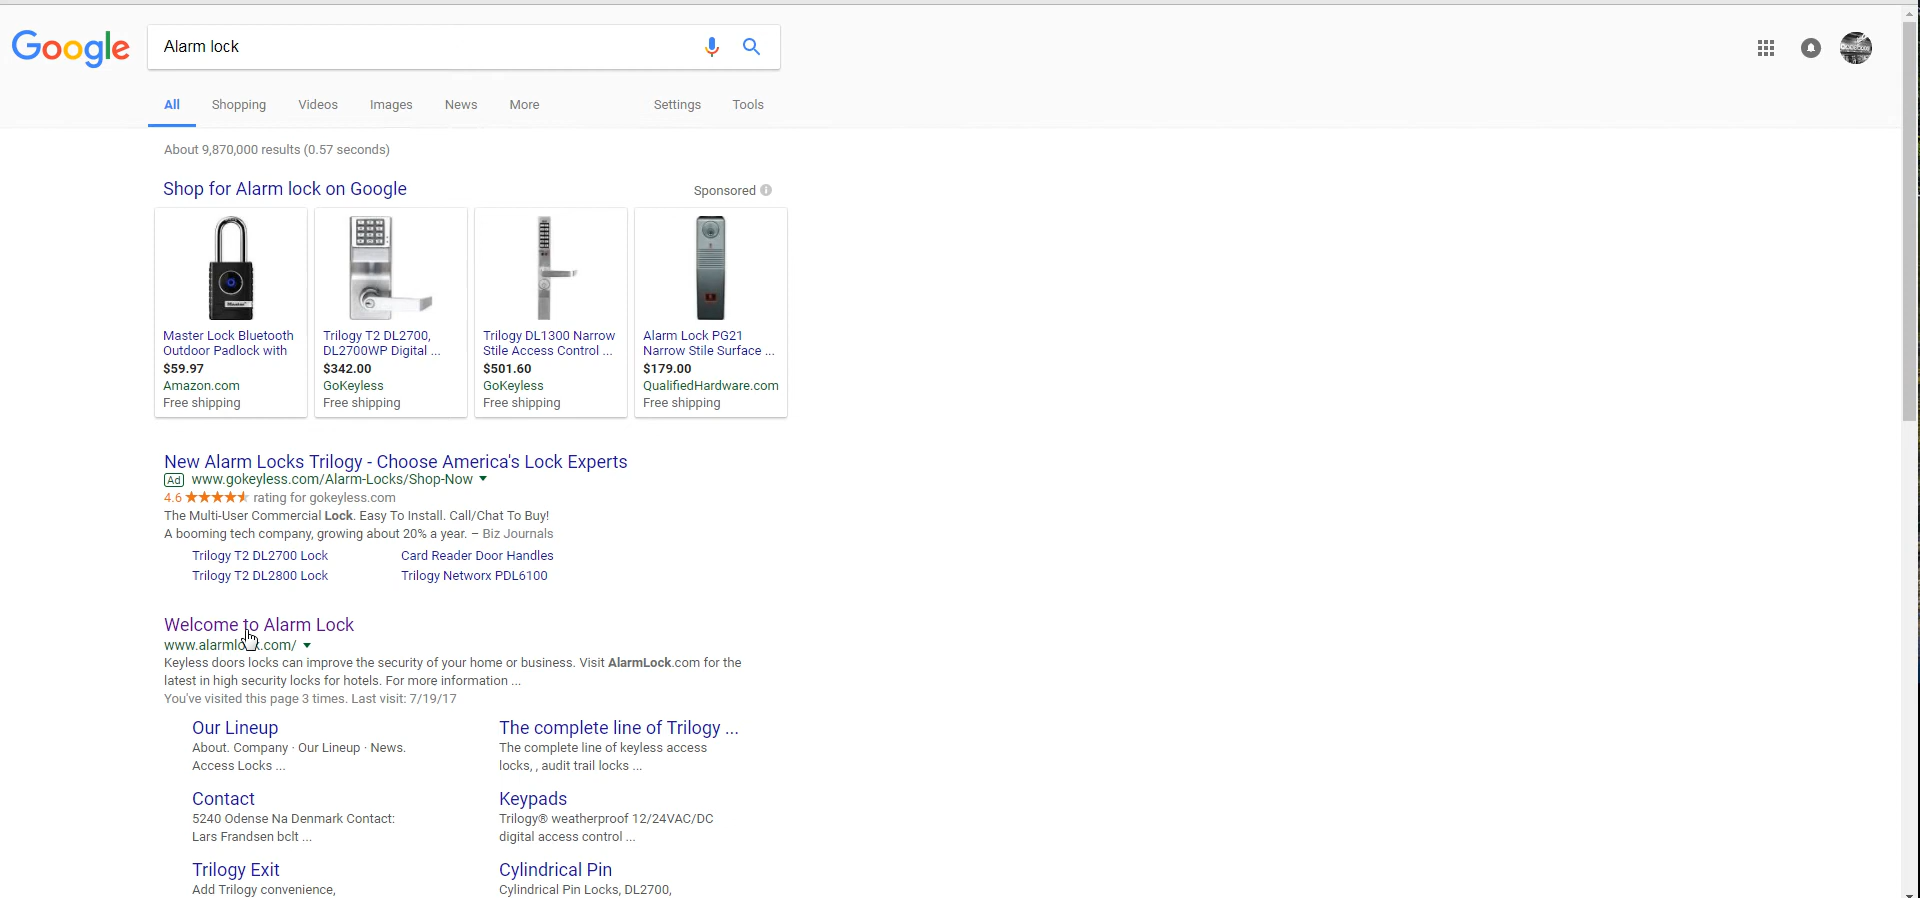 Google
Alarm lock
All Shopping Videos Images News More Settings Tools
About 9,870,000 results (0.57 seconds)
Shop for Alarm lock on Google
Sponsored
Master Lock Bluetooth
Outdoor Padlock with
$59.97
Amazon.com
Free shipping
Trilogy T2 DL2700,
DL2700WP Digital ...
$342.00
GoKeyless
Free shipping
Trilogy DL1300 Narrow
Stile Access Control ...
$501.60
GoKeyless
Free shipping
Alarm Lock PG21
Narrow Stile Surface ...
$179.00
QualifiedHardware.com
Free shipping
New Alarm Locks Trilogy - Choose America's Lock Experts
Ad www.gokeyless.com/Alarm-Locks/Shop-Now
4.6 rating for gokeyless.com
The Multi-User Commercial Lock. Easy To Install. Call/Chat To Buy!
A booming tech company, growing about 20% a year. – Biz Journals
Trilogy T2 DL2700 Lock Card Reader Door Handles
Trilogy T2 DL2800 Lock Trilogy Networx PDL6100
Welcome to Alarm Lock
www.alarmlock.com/
Keyless doors locks can improve the security of your home or business. Visit AlarmLock.com for the
latest in high security locks for hotels. For more information ...
You've visited this page 3 times. Last visit: 7/19/17
Our Lineup
About. Company · Our Lineup · News.
Access Locks ...
The complete line of Trilogy ...
The complete line of keyless access
locks, , audit trail locks ...
Contact
5240 Odense Na Denmark Contact:
Lars Frandsen bclt ...
Keypads
Trilogy® weatherproof 12/24VAC/DC
digital access control ...
Trilogy Exit
Add Trilogy convenience,
Cylindrical Pin
Cylindrical Pin Locks, DL2700,